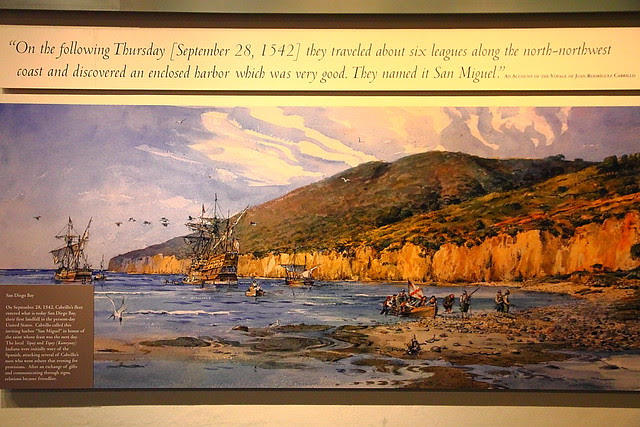 “On the following Thursday [September 28, 1542] they traveled about six leagues along the north-northwest
coast and discovered an enclosed harbor which was very good. They named it San Miguel.” An Account of the Voyage of Juan Rodríguez Cabrillo
San Diego Bay
On September 28, 1542, Cabrillo's fleet
entered what is today San Diego Bay,
their first landfall in the present-day
United States. Cabrillo called this
inviting harbor "San Miguel" in honor of
the saint whose feast was the next day.
The local Ipai and Tipai (Kumeyaay)
Indians were initially wary of the
Spanish, attacking several of Cabrillo's
men who went ashore that evening for
provisions. After an exchange of gifts
and communicating through signs,
relations became friendlier.